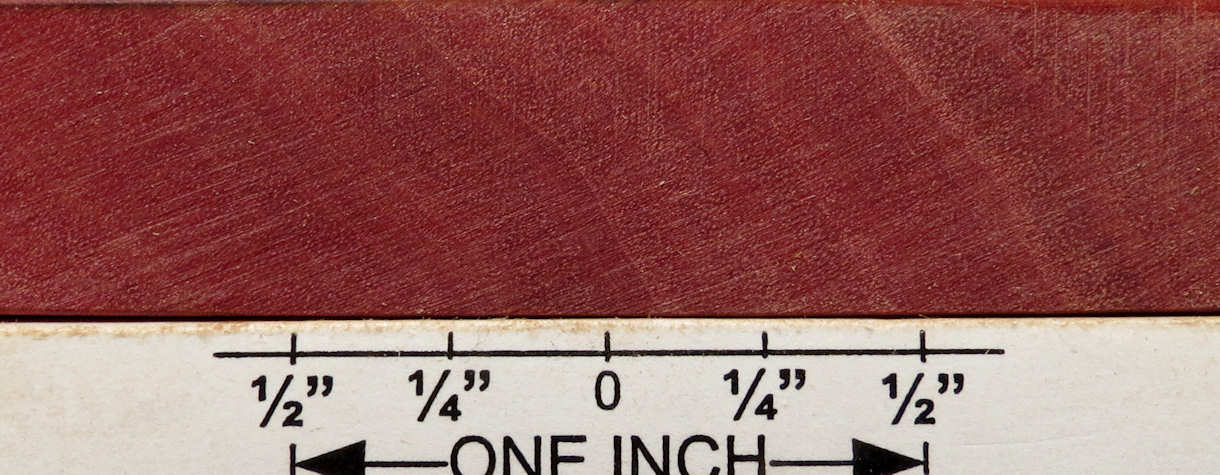 ½” ¼” 0 ¼” ½”
ONE INCH